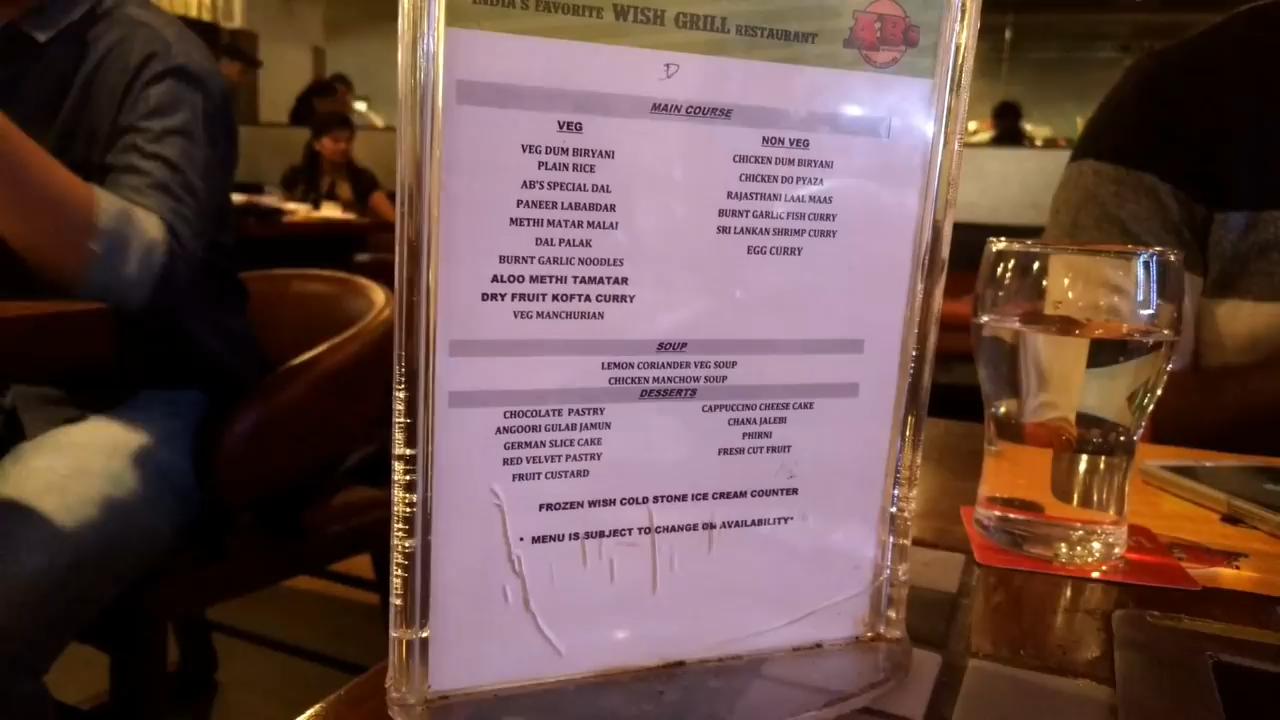 INDIA'S FAVORITE WISH GRILL RESTAURANT
AB's
D
MAIN COURSE
VEG
VEG DUM BIRYANI
PLAIN RICE
AB'S SPECIAL DAL
PANEER LABABDAR
METHI MATAR MALAI
DAL PALAK
BURNT GARLIC NOODLES
ALOO METHI TAMATAR
DRY FRUIT KOFTA CURRY
VEG MANCHURIAN
NON VEG
CHICKEN DUM BIRYANI
CHICKEN DO PYAZA
RAJASTHANI LAAL MAAS
BURNT GARLIC FISH CURRY
SRI LANKAN SHRIMP CURRY
EGG CURRY
SOUP
LEMON CORIANDER VEG SOUP
CHICKEN MANCHOW SOUP
DESSERTS
CHOCOLATE PASTRY
ANGOORI GULAB JAMUN
GERMAN SLICE CAKE
RED VELVET PASTRY
FRUIT CUSTARD
CAPPUCCINO CHEESE CAKE
CHANA JALEBI
PHIRNI
FRESH CUT FRUIT
FROZEN WISH COLD STONE ICE CREAM COUNTER
* MENU IS SUBJECT TO CHANGE ON AVAILABILITY*